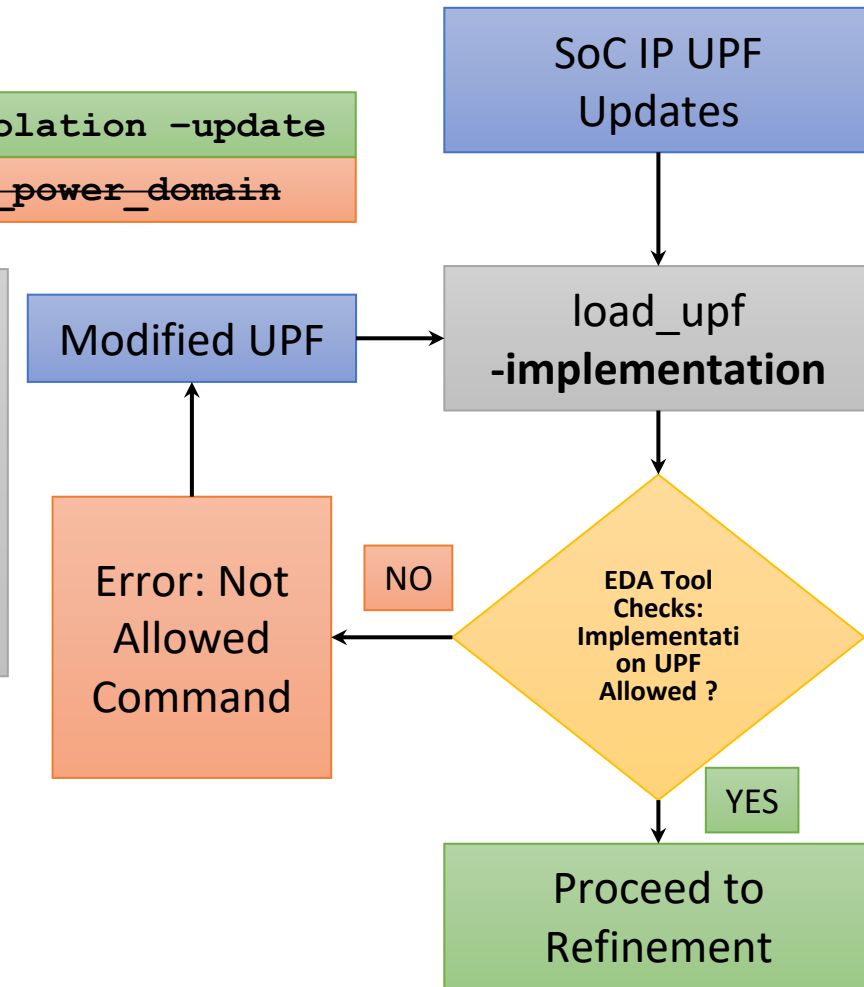 SoC IP UPF
Updates
olation –update
_power_domain
load_upf
-implementation
Modified UPF
EDA Tool
Checks:
Implementati
on UPF
Allowed ?
NO
Error: Not
Allowed
Command
YES
Proceed to
Refinement